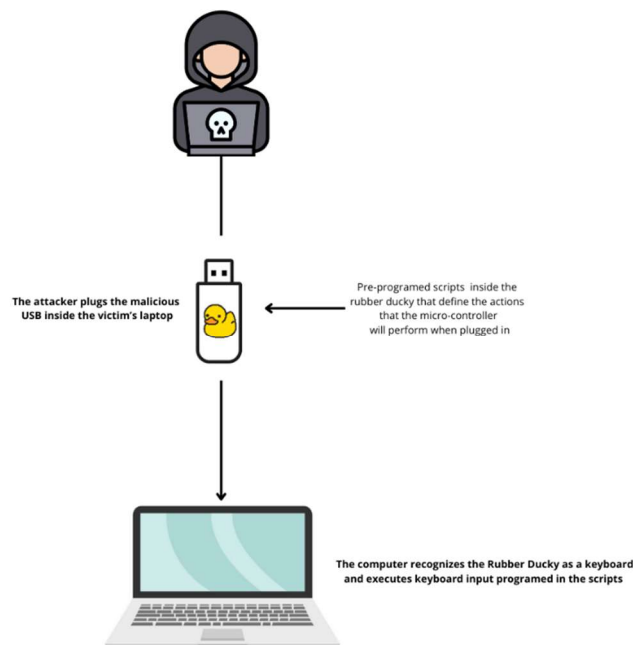 The attacker plugs the malicious
USB inside the victim's laptop
Pre-programed scripts inside the
rubber ducky that define the actions
that the micro-controller
will perform when plugged in
The computer recognizes the Rubber Ducky as a keyboard
and executes keyboard input programed in the scripts